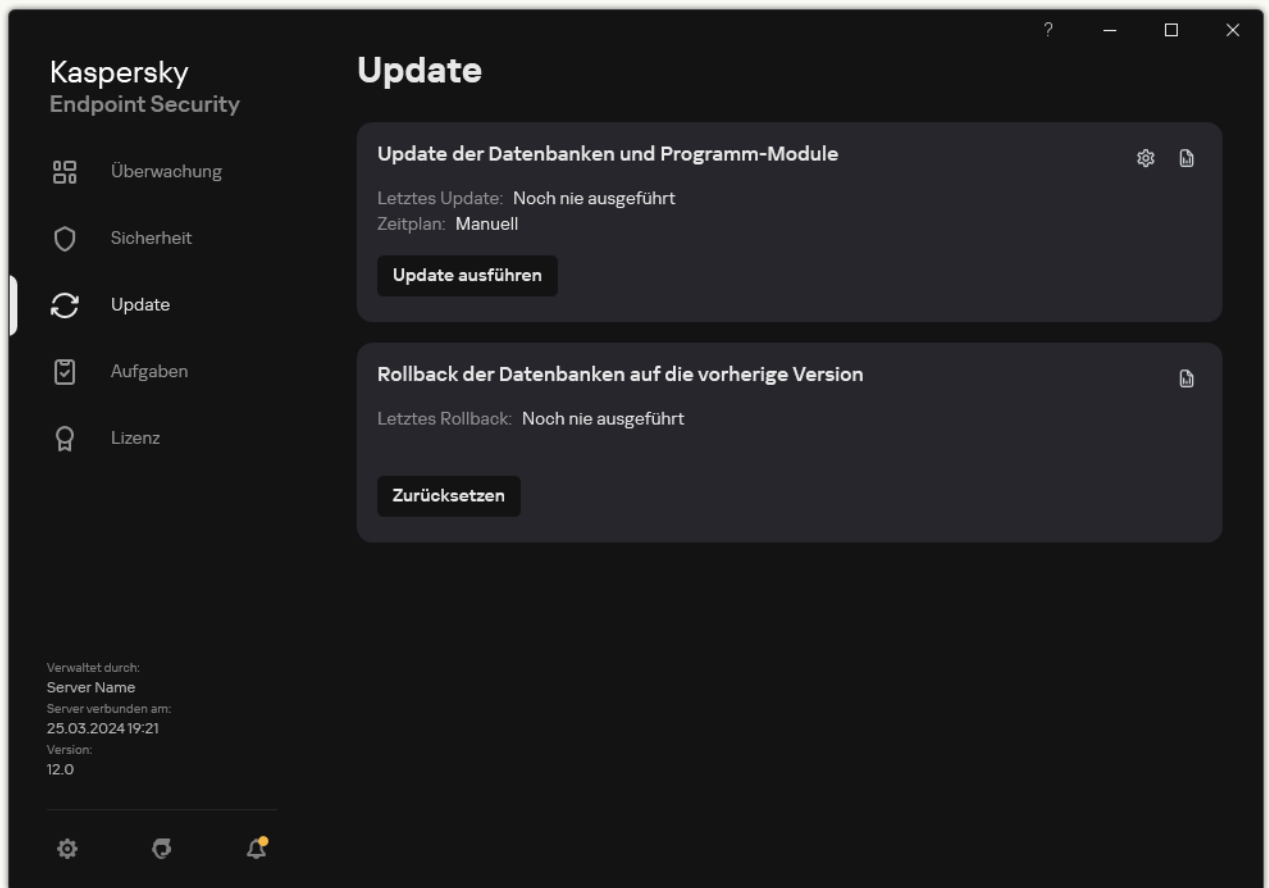 ?
Kaspersky
Endpoint Security
Überwachung
Sicherheit
Update
Aufgaben
Lizenz
Verwaltet durch:
Server Name
Server verbunden am:
25.03.2024 19:21
Version:
12.0
Update
Update der Datenbanken und Programm-Module
Letztes Update: Noch nie ausgeführt
Zeitplan: Manuell
Update ausführen
Rollback der Datenbanken auf die vorherige Version
Letztes Rollback: Noch nie ausgeführt
Zurücksetzen